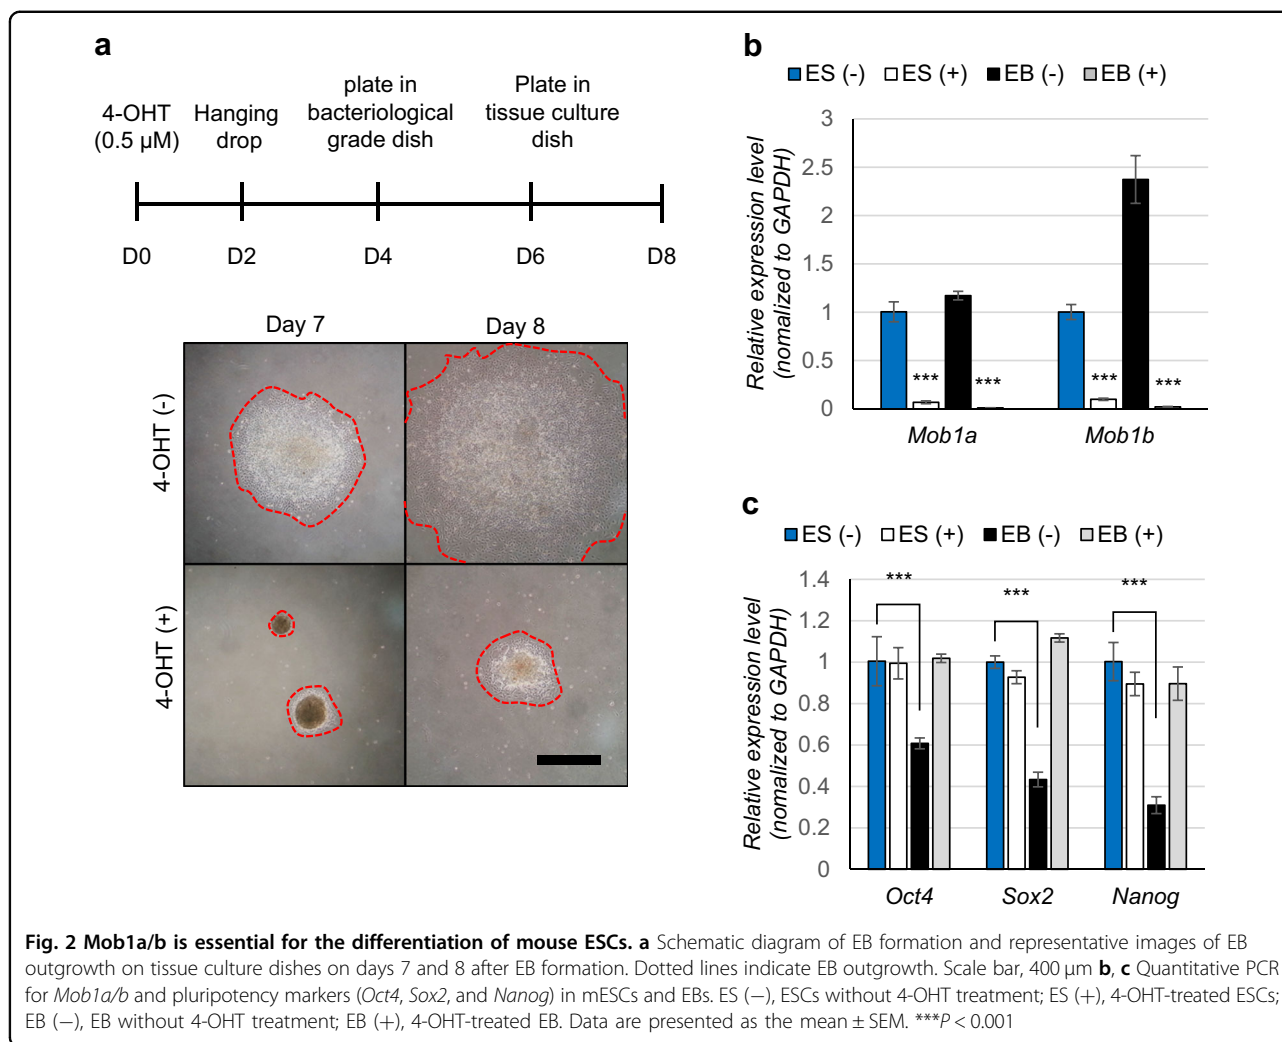 a
4-OHT
(0.5 µM)
Hanging
drop
plate in
bacteriological
grade dish
Plate in
tissue culture
dish
D0 D2 D4 D6 D8
Day 7 Day 8
4-OHT (-)
4-OHT (+)
b
ES (-) ES (+) EB (-) EB (+)
Relative expression level
(nomalized to GAPDH)
3
2.5
2
1.5
1
0.5
0
*** *** *** ***
Mob1a Mob1b
c
ES (-) ES (+) EB (-) EB (+)
Relative expression level
(nomalized to GAPDH)
1.4
1.2
1
0.8
0.6
0.4
0.2
0
*** *** ***
Oct4 Sox2 Nanog
Fig. 2 Mob1a/b is essential for the differentiation of mouse ESCs. a Schematic diagram of EB formation and representative images of EB
outgrowth on tissue culture dishes on days 7 and 8 after EB formation. Dotted lines indicate EB outgrowth. Scale bar, 400 µm b, c Quantitative PCR
for Mob1a/b and pluripotency markers (Oct4, Sox2, and Nanog) in mESCs and EBs. ES (−), ESCs without 4-OHT treatment; ES (+), 4-OHT-treated ESCs;
EB (−), EB without 4-OHT treatment; EB (+), 4-OHT-treated EB. Data are presented as the mean ± SEM. ***P < 0.001